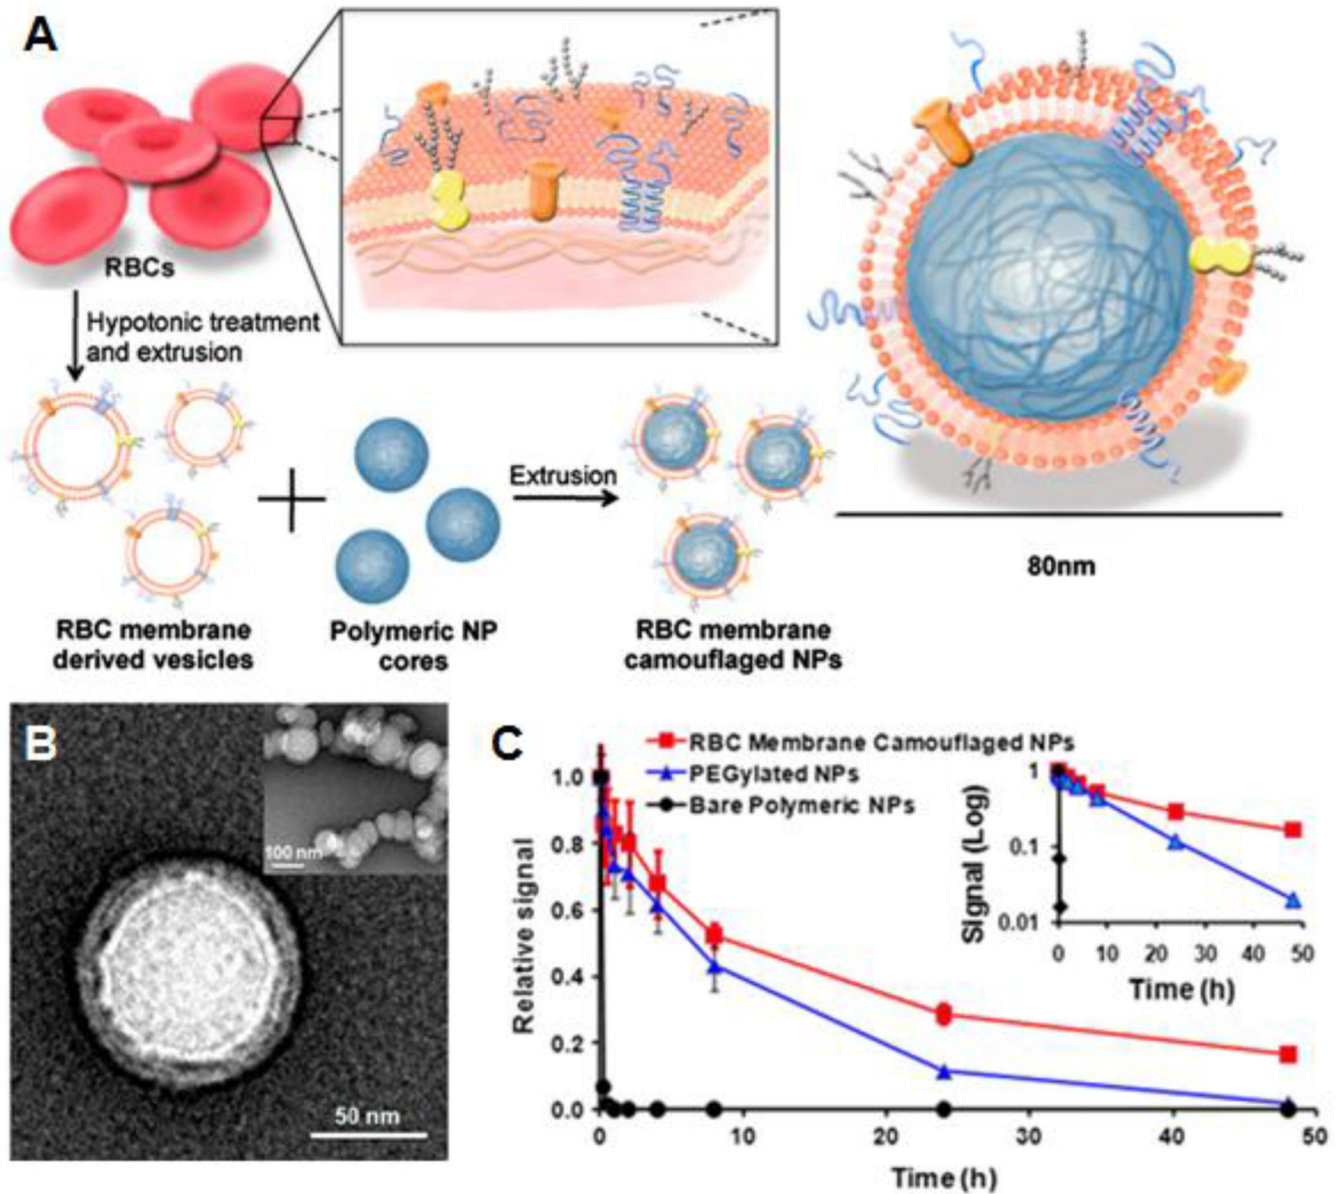 A
RBCs
Hypotonic treatment
and extrusion
Extrusion
80nm
RBC membrane
derived vesicles
Polymeric NP
cores
RBC membrane
camouflaged NPs
B
100 nm
50 nm
C
RBC Membrane Camouflaged NPs
PEGylated NPs
Bare Polymeric NPs
Relative signal
1.0
0.8
0.6
0.4
0.2
0.0
0 10 20 30 40 50
Time (h)
Signal (Log)
1
0.1
0.01
0 10 20 30 40 50
Time (h)